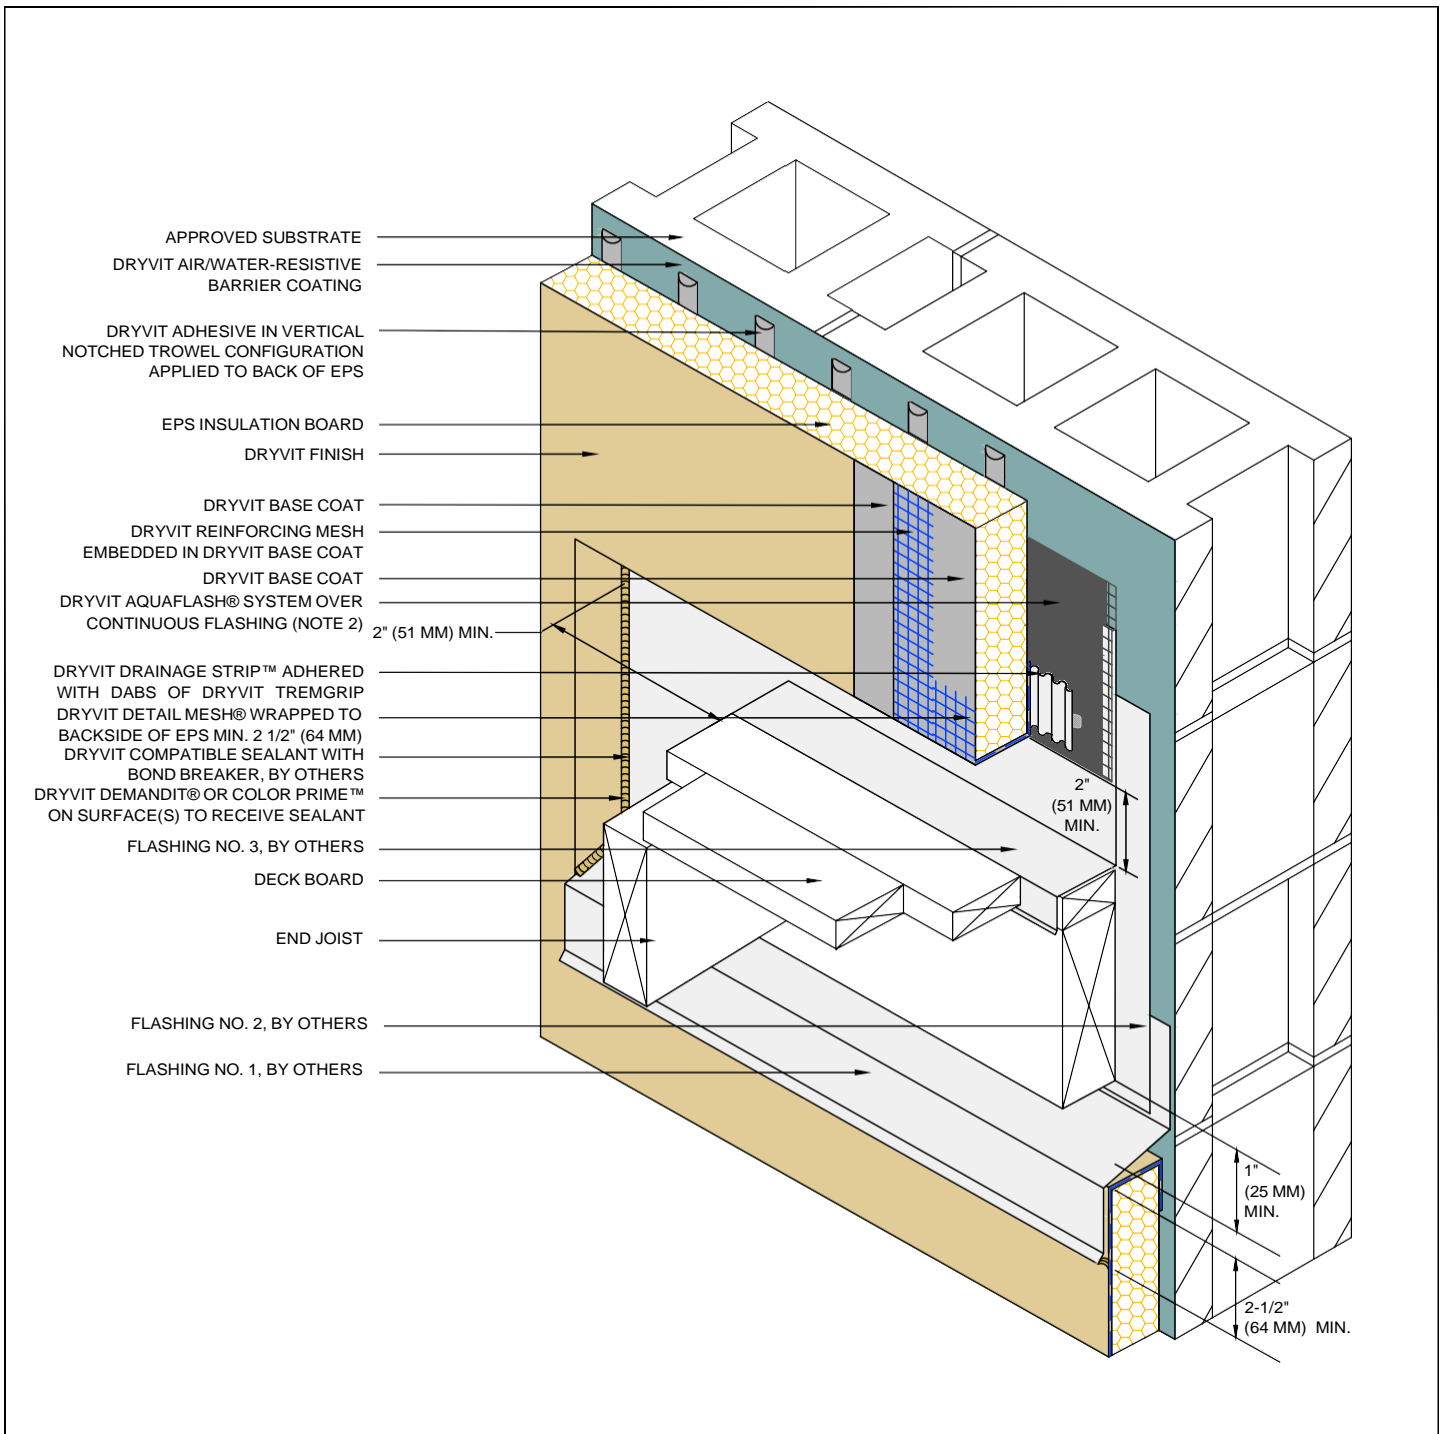 APPROVED SUBSTRATE
DRYVIT AIR/WATER-RESISTIVE
BARRIER COATING
DRYVIT ADHESIVE IN VERTICAL
NOTCHED TROWEL CONFIGURATION
APPLIED TO BACK OF EPS
EPS INSULATION BOARD
DRYVIT FINISH
DRYVIT BASE COAT
DRYVIT REINFORCING MESH
EMBEDDED IN DRYVIT BASE COAT
DRYVIT BASE COAT
DRYVIT AQUAFLASH® SYSTEM OVER
CONTINUOUS FLASHING (NOTE 2)
2" (51 MM) MIN.
DRYVIT DRAINAGE STRIP™ ADHERED
WITH DABS OF DRYVIT TREMGRIP
DRYVIT DETAIL MESH® WRAPPED TO
BACKSIDE OF EPS MIN. 2 1/2" (64 MM)
DRYVIT COMPATIBLE SEALANT WITH
BOND BREAKER, BY OTHERS
DRYVIT DEMANDIT® OR COLOR PRIME™
ON SURFACE(S) TO RECEIVE SEALANT
FLASHING NO. 3, BY OTHERS
DECK BOARD
END JOIST
FLASHING NO. 2, BY OTHERS
FLASHING NO. 1, BY OTHERS
2"
(51 MM)
MIN.
1"
(25 MM)
MIN.
2-1/2"
(64 MM) MIN.